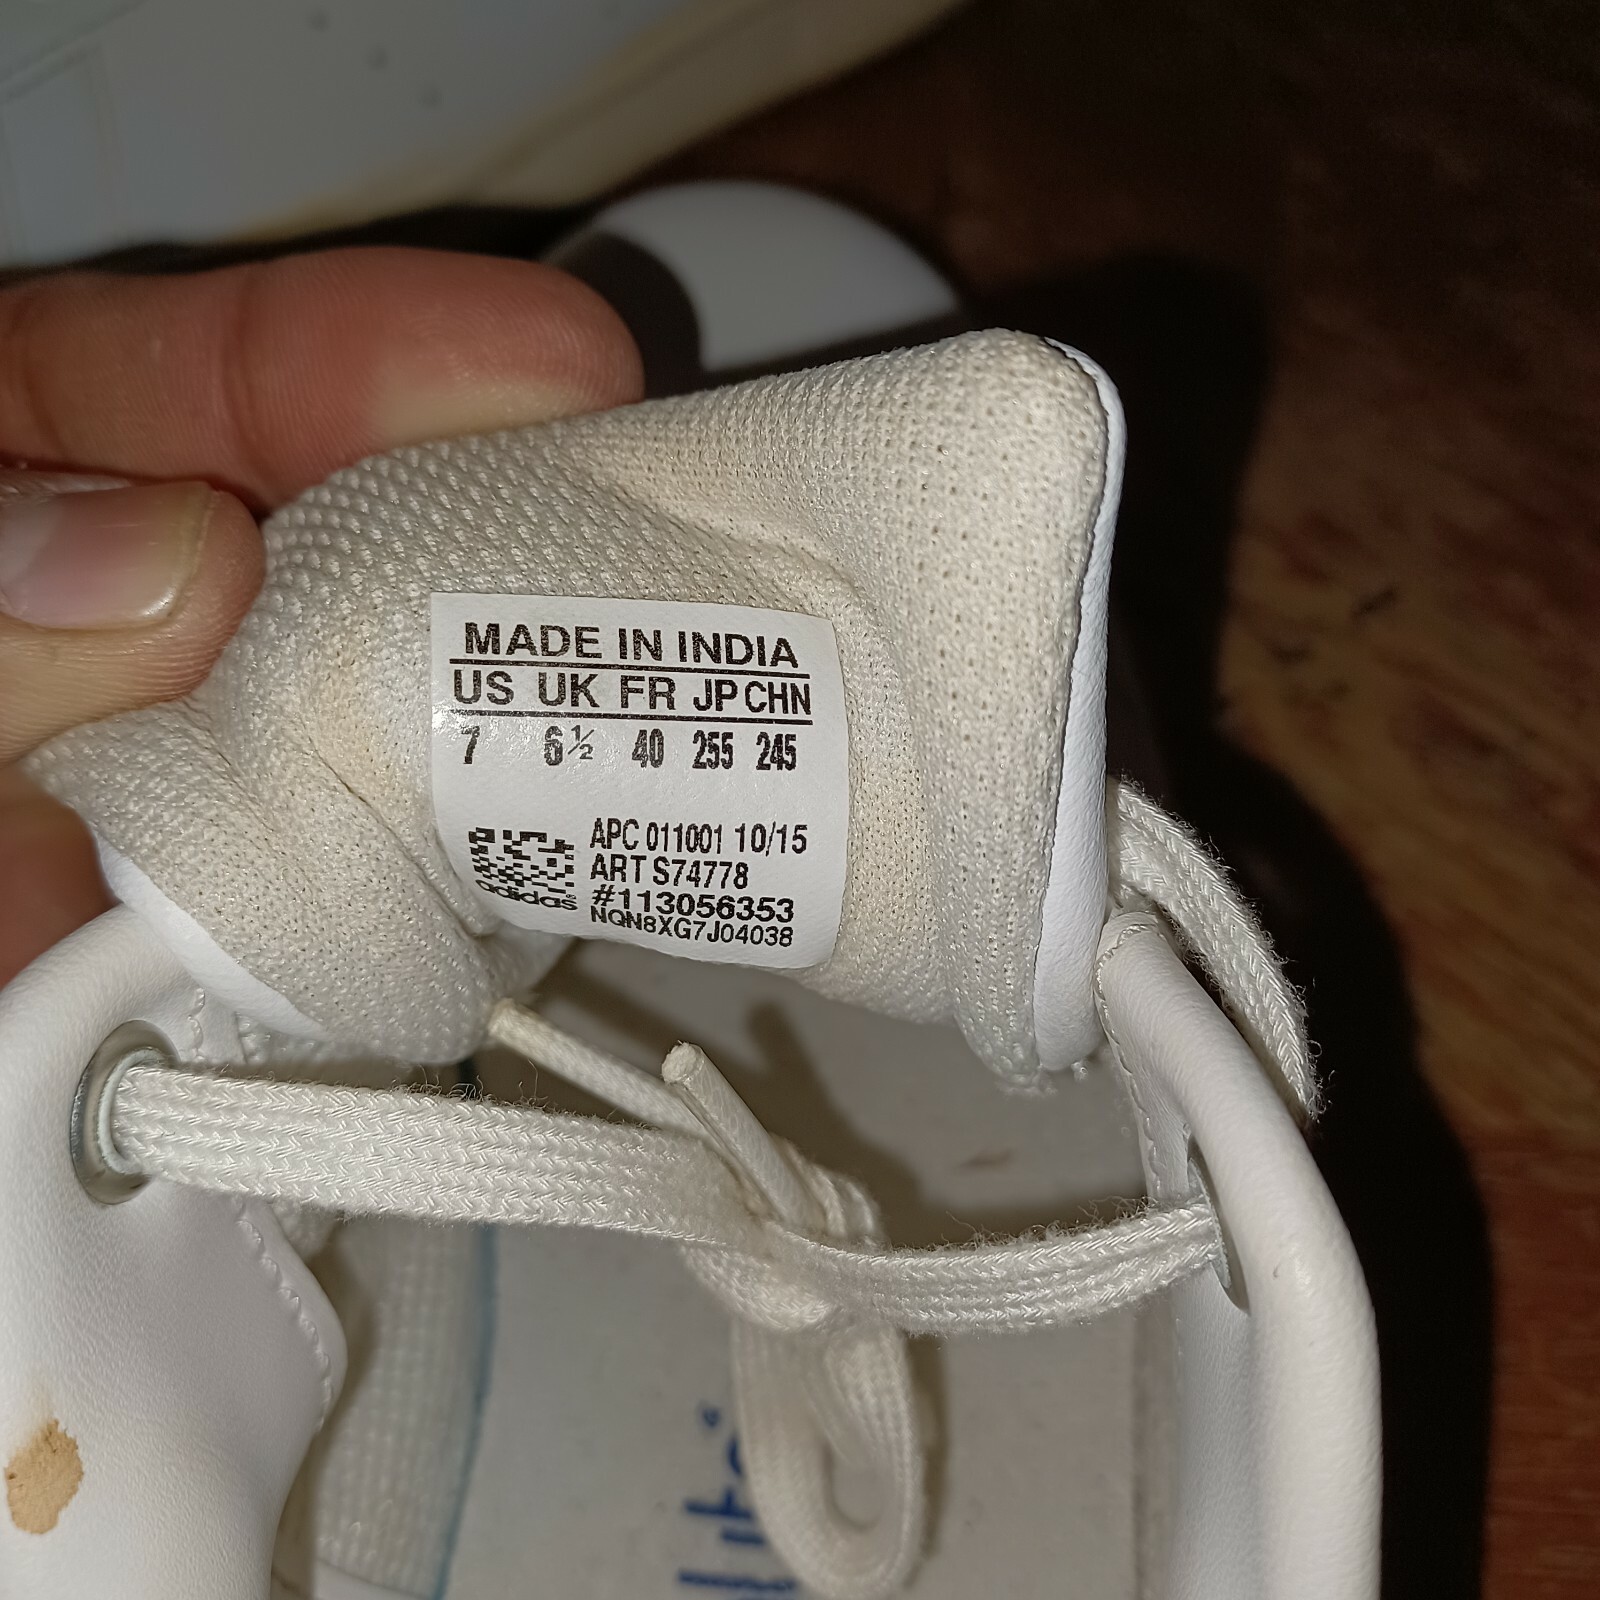 MADE IN INDIA
US UK FR JP CHN
7 6½ 40 255 245
APC 011001 10/15
ART S74778
adidas #113056353
NQN8XG7J04038